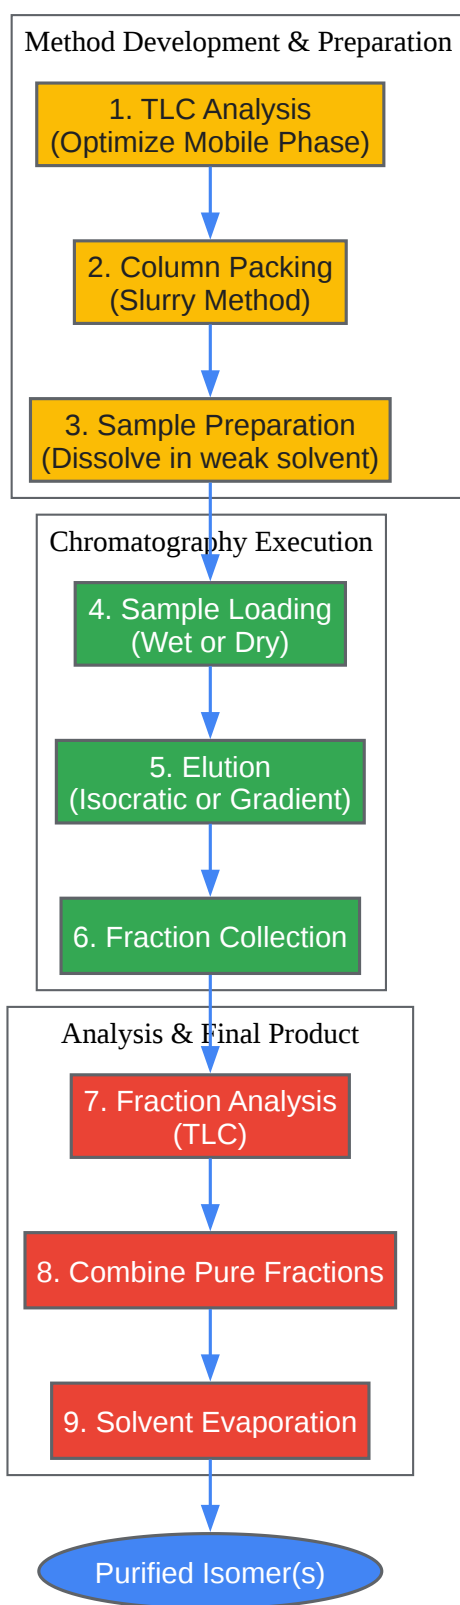 Method Development & Preparation
1. TLC Analysis
(Optimize Mobile Phase)
2. Column Packing
(Slurry Method)
3. Sample Preparation
(Dissolve in weak solvent)
Chromatography Execution
4. Sample Loading
(Wet or Dry)
5. Elution
(Isocratic or Gradient)
6. Fraction Collection
Analysis & Final Product
7. Fraction Analysis
(TLC)
8. Combine Pure Fractions
9. Solvent Evaporation
Purified Isomer(s)